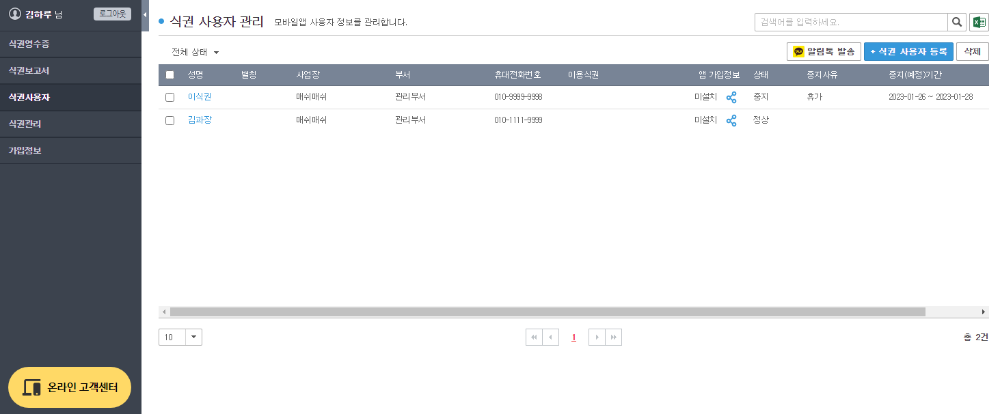 김하루 님
로그아웃
식권영수증
식권보고서
식권사용자
식권관리
가입정보
온라인 고객센터
식권 사용자 관리 모바일앱 사용자 정보를 관리합니다.
검색어를 입력하세요.
전체 상태
TALK 알림톡 발송
+ 식권 사용자 등록
삭제
성명 별칭 사업장 부서 휴대전화번호 이용식권 앱 가입정보 상태 중지사유 중지(예정)기간
이식권 매쉬매쉬 관리부서 010-9999-9998 미설치 중지 휴가 2023-01-26 ~ 2023-01-28
김과장 매쉬매쉬 관리부서 010-1111-9999 미설치 정상
10
1
총 2건